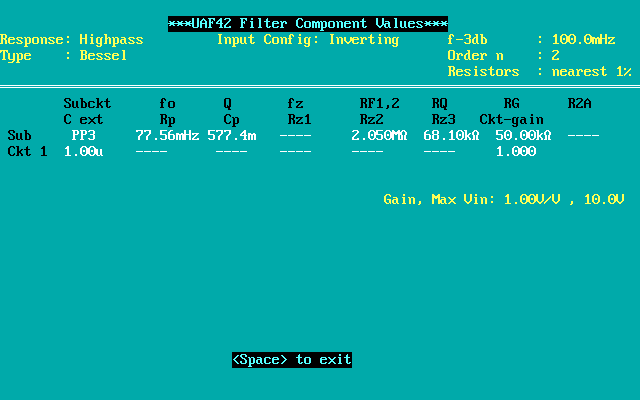 ***UAF42 Filter Component Values***
Response: Highpass Input Config: Inverting f-3db : 100.0mHz
Type : Bessel Order n : 2
Resistors : nearest 1%
Subckt fo Q fz RF1,2 RQ RG R2A
C ext Rp Cp Rz1 Rz2 Rz3 Ckt-gain
Sub PP3 77.56mHz 577.4m ---- 2.050MΩ 68.10kΩ 50.00kΩ ----
Ckt 1 1.00u ---- ---- ---- ---- ---- 1.000
Gain, Max Vin: 1.00V/V , 10.0V
<Space> to exit